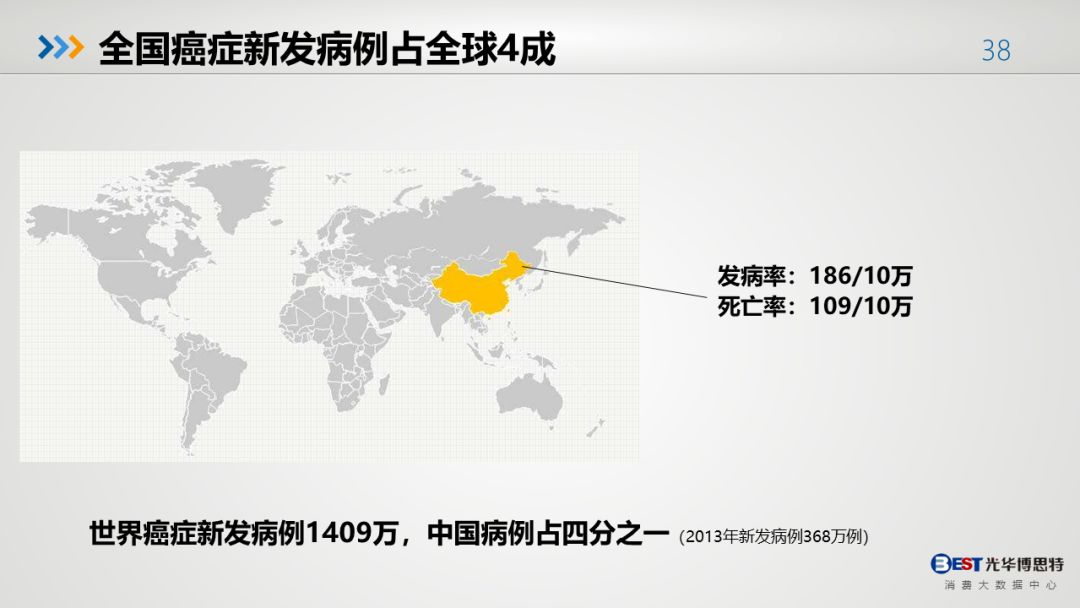 全国癌症新发病例占全球4成
38
发病率：186/10万
死亡率：109/10万
世界癌症新发病例1409万，中国病例占四分之一（2013年新发病例368万例）
BEST光华博思特
消费大数据中心